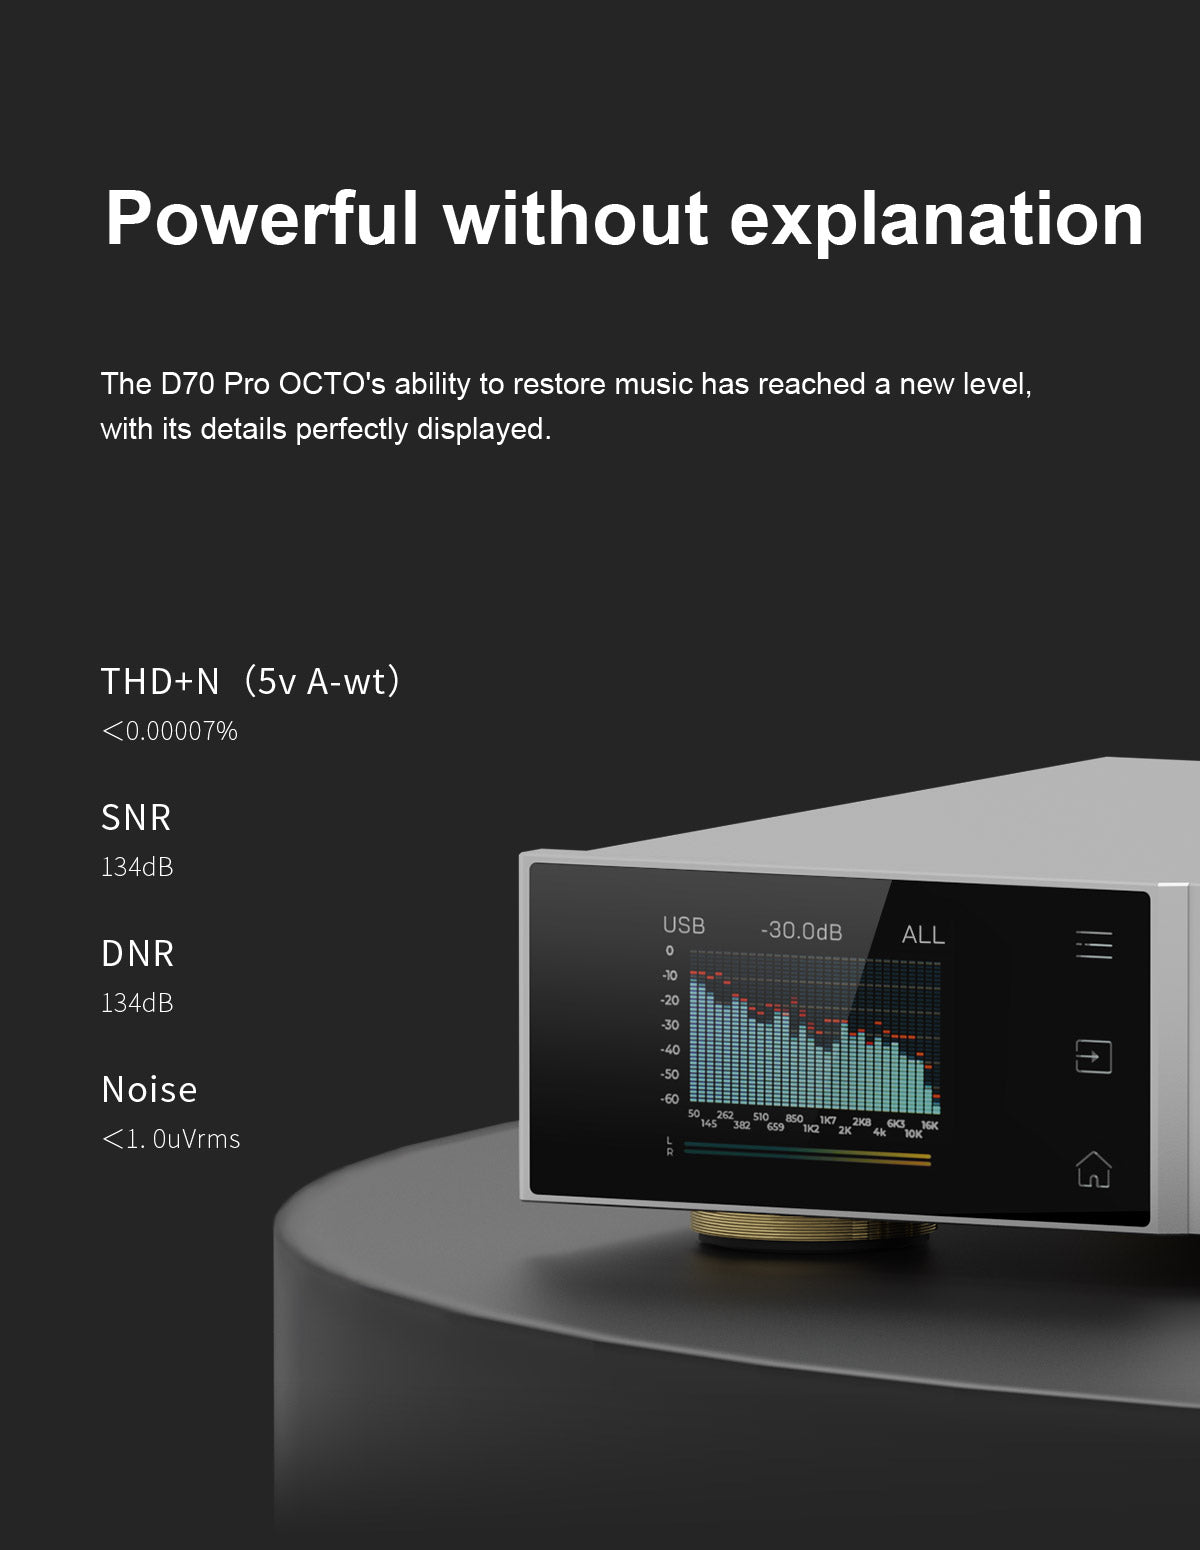 Powerful without explanation
The D70 Pro OCTO's ability to restore music has reached a new level,
with its details perfectly displayed.
THD+N（5v A-wt）
＜0.00007%
SNR
134dB
DNR
134dB
Noise
＜1. 0uVrms
USB -30.0dB ALL
0
-10
-20
-30
-40
-50
-60
50 262 510 850 1K7 2K8 6K3 16K
145 382 659 1K2 2K 4k 10K
L
R